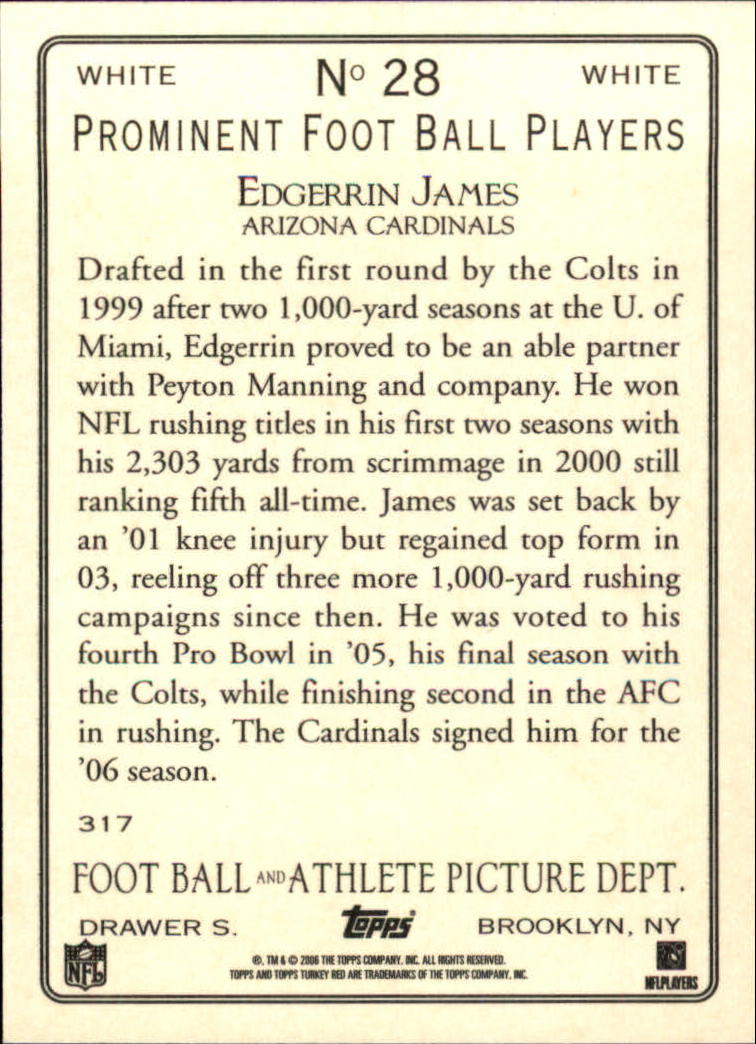 WHITE Nº 28 WHITE
PROMINENT FOOT BALL PLAYERS
EDGERRIN JAMES
ARIZONA CARDINALS
Drafted in the first round by the Colts in
1999 after two 1,000-yard seasons at the U. of
Miami, Edgerrin proved to be an able partner
with Peyton Manning and company. He won
NFL rushing titles in his first two seasons with
his 2,303 yards from scrimmage in 2000 still
ranking fifth all-time. James was set back by
an '01 knee injury but regained top form in
03, reeling off three more 1,000-yard rushing
campaigns since then. He was voted to his
fourth Pro Bowl in '05, his final season with
the Colts, while finishing second in the AFC
in rushing. The Cardinals signed him for the
'06 season.
317
FOOT BALL AND ATHLETE PICTURE DEPT.
DRAWER S. topps BROOKLYN, NY
®, TM & © 2006 THE TOPPS COMPANY, INC. ALL RIGHTS RESERVED.
TOPPS AND TOPPS TURKEY RED ARE TRADEMARKS OF THE TOPPS COMPANY, INC.
NFL
NFLPLAYERS